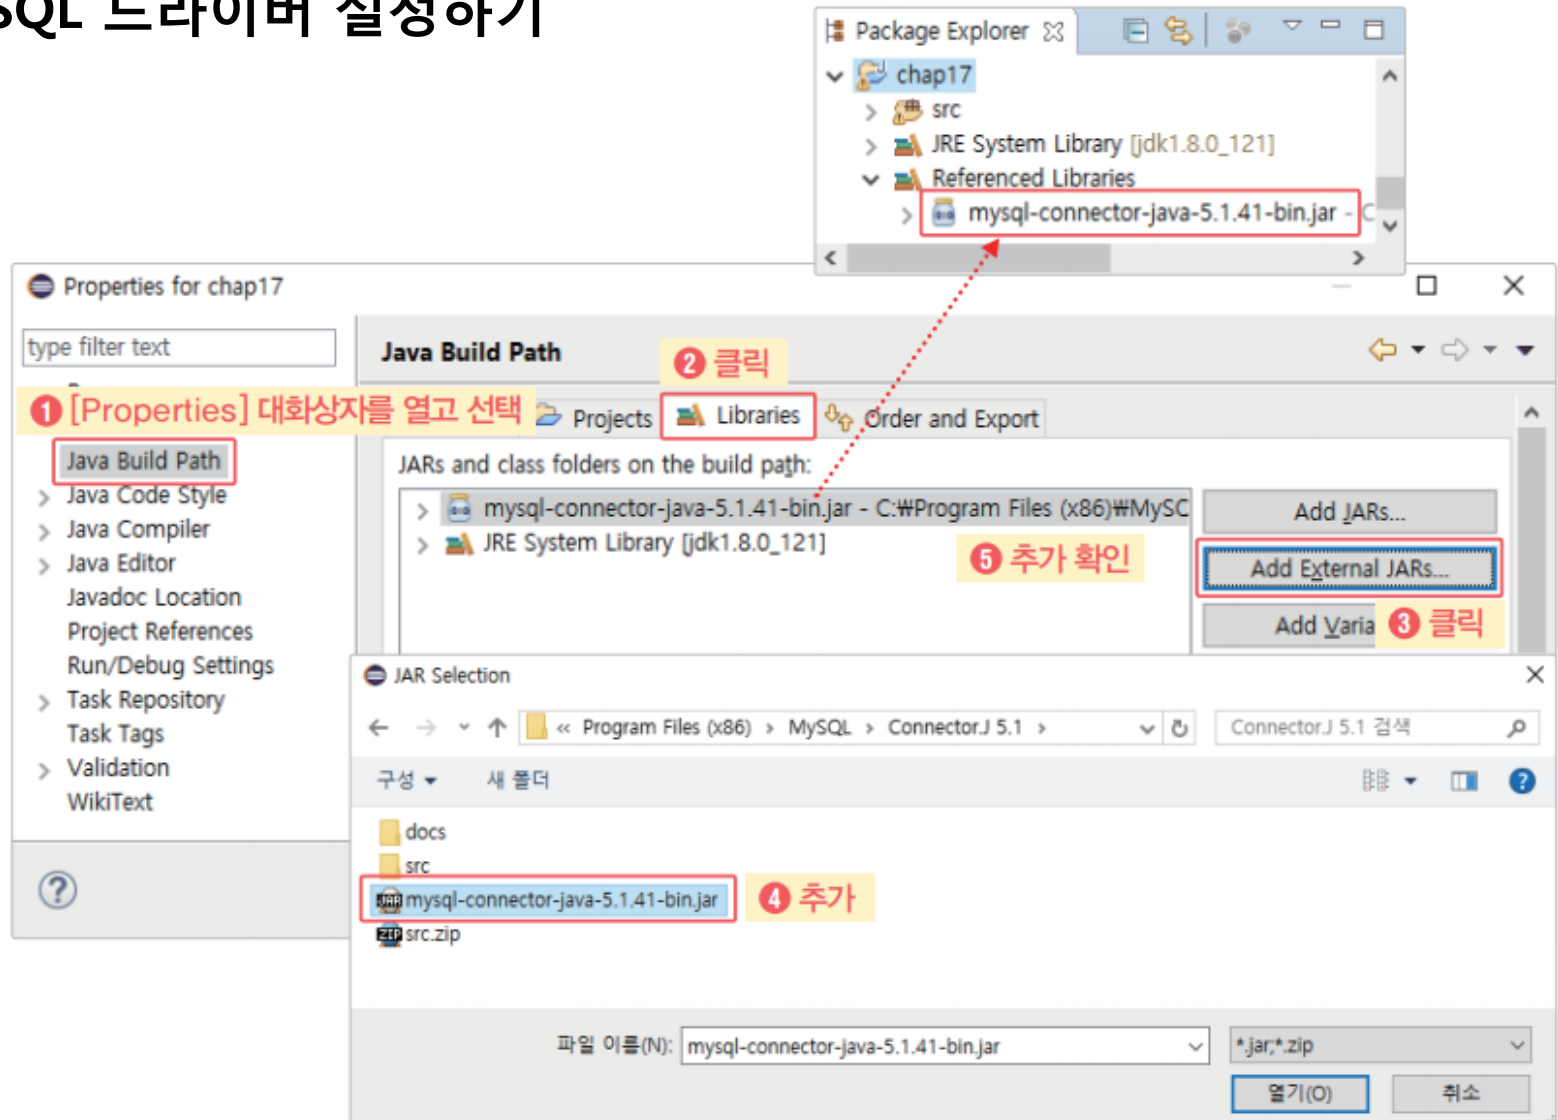 SQL 드라이버 설정하기
Package Explorer
chap17
src
JRE System Library [jdk1.8.0_121]
Referenced Libraries
mysql-connector-java-5.1.41-bin.jar - C
Properties for chap17
type filter text
Java Build Path
❷ 클릭
❶ [Properties] 대화상자를 열고 선택
Projects
Libraries
Order and Export
Java Build Path
Java Code Style
Java Compiler
Java Editor
Javadoc Location
Project References
Run/Debug Settings
Task Repository
Task Tags
Validation
WikiText
JARs and class folders on the build path:
mysql-connector-java-5.1.41-bin.jar - C:₩Program Files (x86)₩MySC
JRE System Library [jdk1.8.0_121]
❺ 추가 확인
Add JARs...
Add External JARs...
Add Varia
❸ 클릭
JAR Selection
« Program Files (x86) › MySQL › Connector.J 5.1 ›
Connector.J 5.1 검색
구성
새 폴더
docs
src
mysql-connector-java-5.1.41-bin.jar
❹ 추가
src.zip
파일 이름(N): mysql-connector-java-5.1.41-bin.jar
*.jar;*.zip
열기(O)
취소